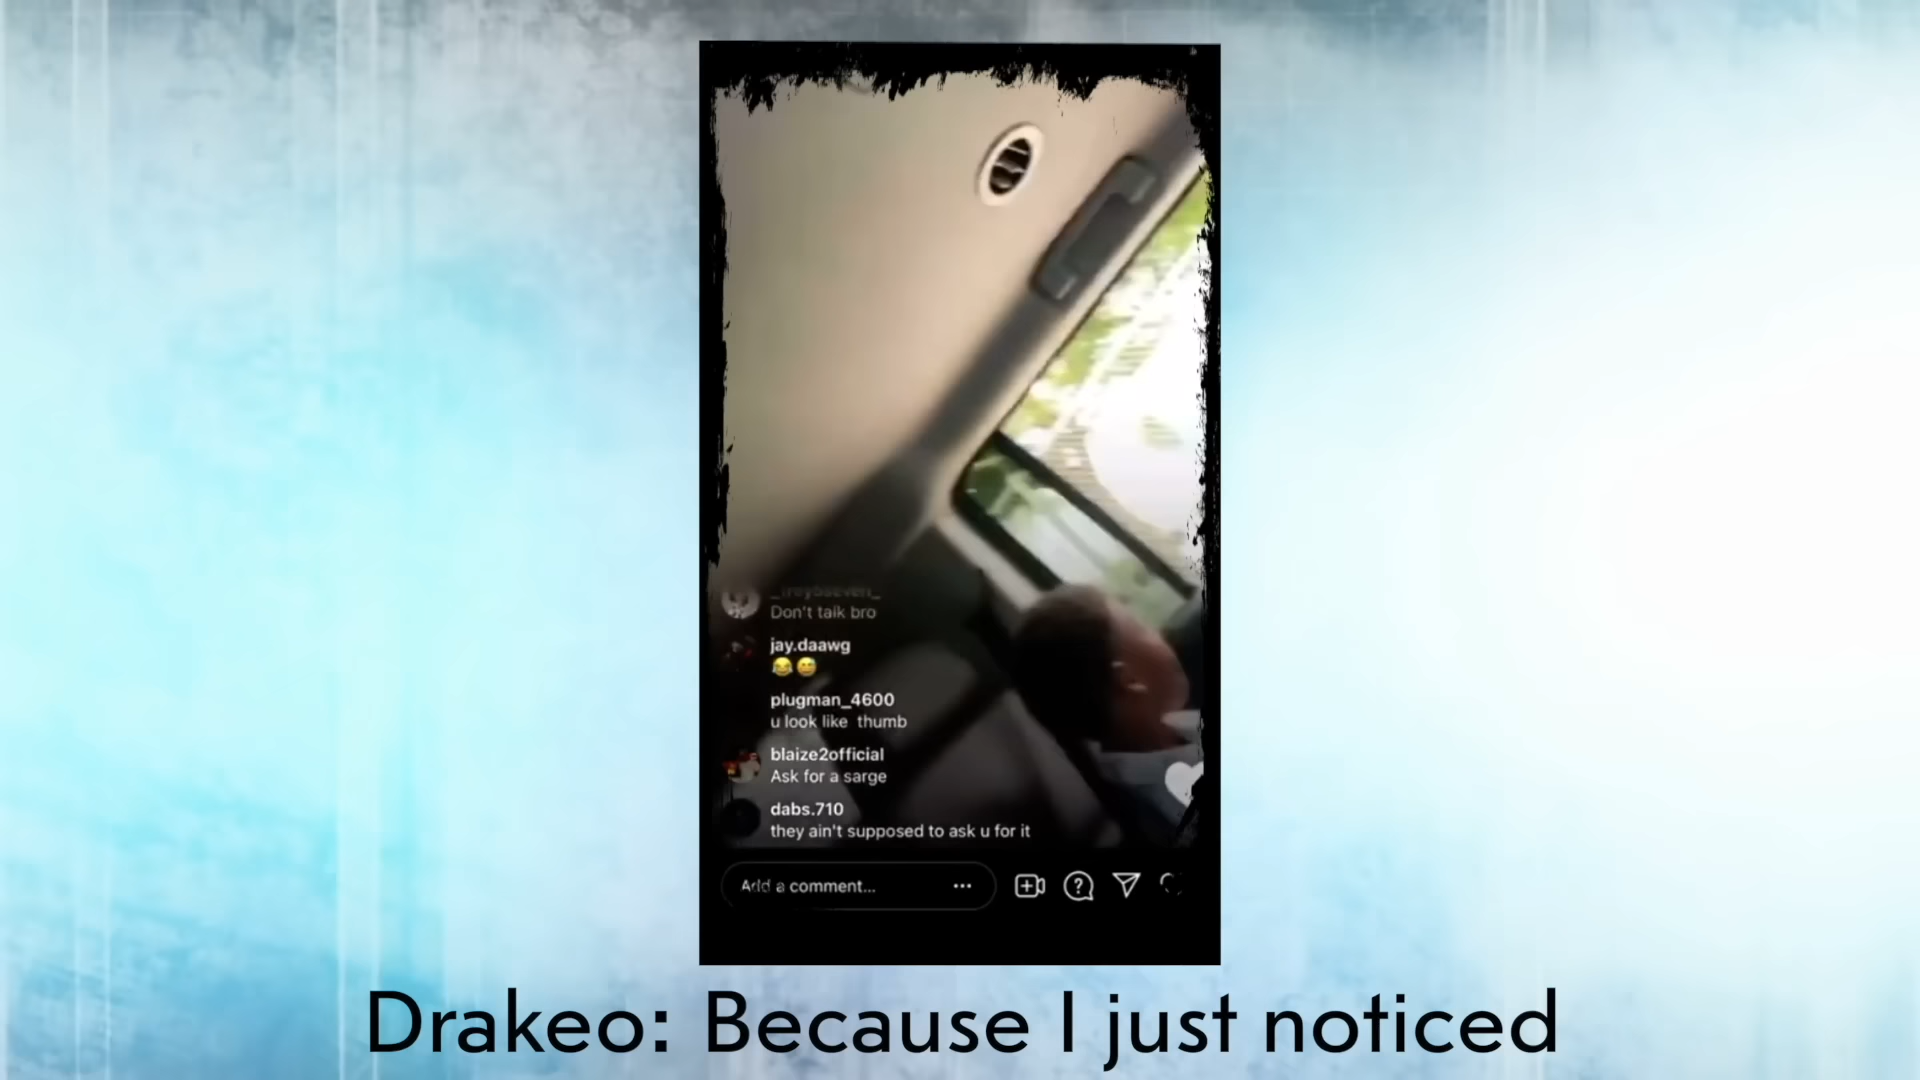 Don't talk bro
jay.daawg
😂😅
plugman_4600
u look like thumb
blaize2official
Ask for a sarge
dabs.710
they ain't supposed to ask u for it
Add a comment...
Drakeo: Because I just noticed